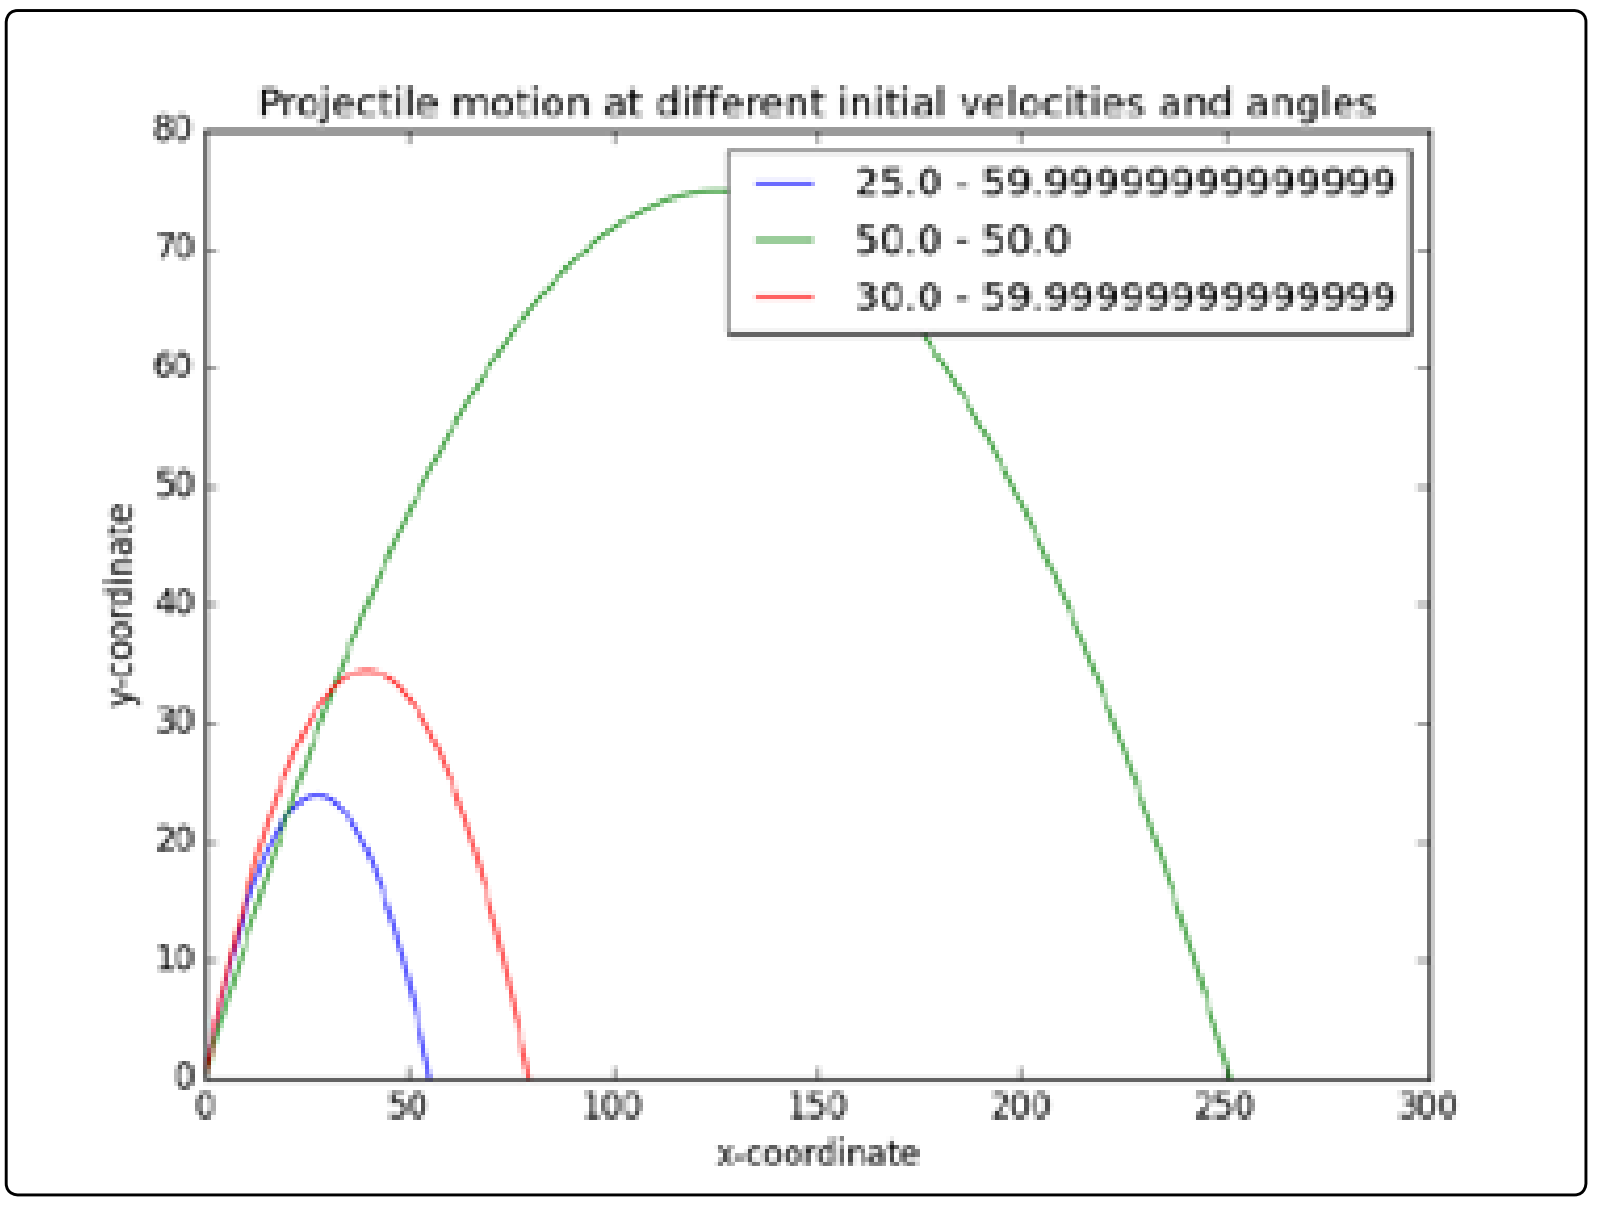 Projectile motion at different initial velocities and angles
80
70
60
50
40
30
20
10
0
y-coordinate
25.0 - 59.99999999999999
50.0 - 50.0
30.0 - 59.99999999999999
0 50 100 150 200 250 300
x-coordinate